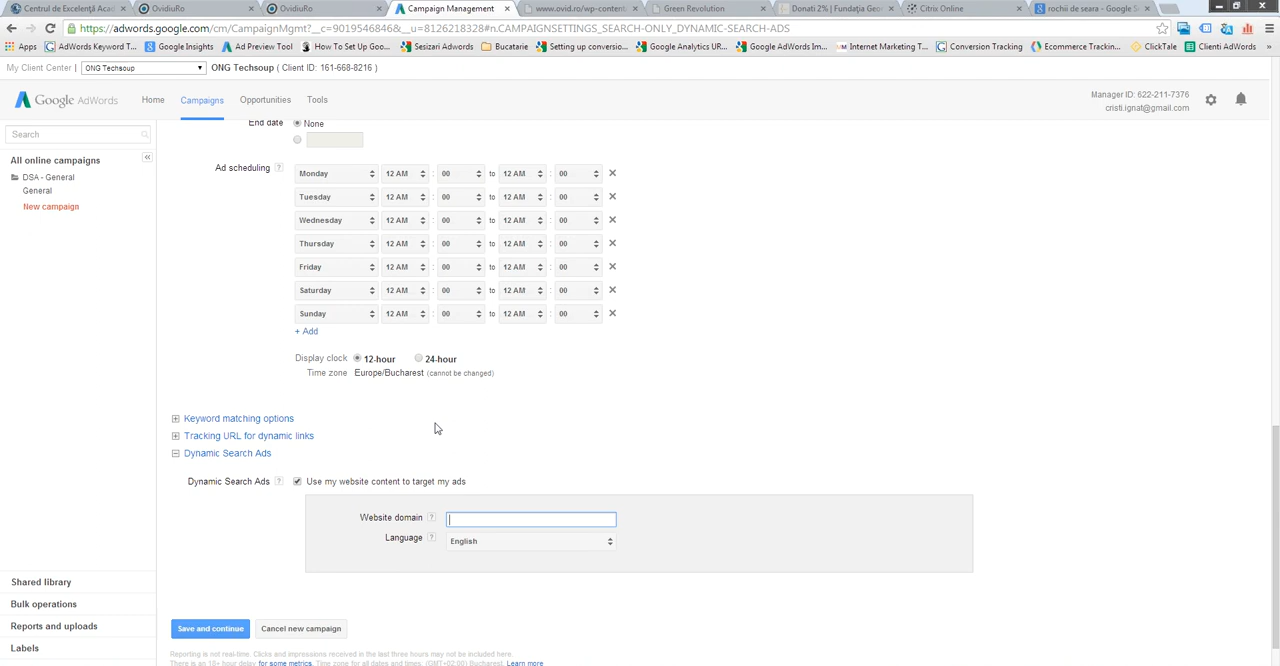 Centrul de Excelență Acad
OvidiuRo
OvidiuRo
Campaign Management
www.ovid.ro/wp-content
Green Revolution
Donati 2% | Fundația Geor
Citrix Online
rochii de seara - Google S
https://adwords.google.com/cm/CampaignMgmt?__c=9019546846&__u=8126218328#n.CAMPAIGNSETTINGS_SEARCH-ONLY_DYNAMIC-SEARCH-ADS
Apps
AdWords Keyword T...
Google Insights
Ad Preview Tool
How To Set Up Goo...
Sesizari Adwords
Bucatarie
Setting up conversio...
Google Analytics UR...
Google AdWords Im...
Internet Marketing T...
Conversion Tracking
Ecommerce Trackin...
ClickTale
Clienti AdWords
»
My Client Center | ONG Techsoup ONG Techsoup ( Client ID: 161-668-8216 )
Google AdWords Home Campaigns Opportunities Tools
Manager ID: 622-211-7376
cristi.ignat@gmail.com
Search
All online campaigns
DSA - General
General
New campaign
Shared library
Bulk operations
Reports and uploads
Labels
End date None
Ad scheduling ?
Monday 12 AM : 00 to 12 AM : 00
Tuesday 12 AM : 00 to 12 AM : 00
Wednesday 12 AM : 00 to 12 AM : 00
Thursday 12 AM : 00 to 12 AM : 00
Friday 12 AM : 00 to 12 AM : 00
Saturday 12 AM : 00 to 12 AM : 00
Sunday 12 AM : 00 to 12 AM : 00
+ Add
Display clock 12-hour 24-hour
Time zone Europe/Bucharest (cannot be changed)
Keyword matching options
Tracking URL for dynamic links
Dynamic Search Ads
Dynamic Search Ads ? Use my website content to target my ads
Website domain ?
Language ? English
Save and continue Cancel new campaign
Reporting is not real-time. Clicks and impressions received in the last three hours may not be included here.
There is an 18+ hour delay for some metrics. Time zone for all dates and times: (GMT+02:00) Bucharest. Learn more